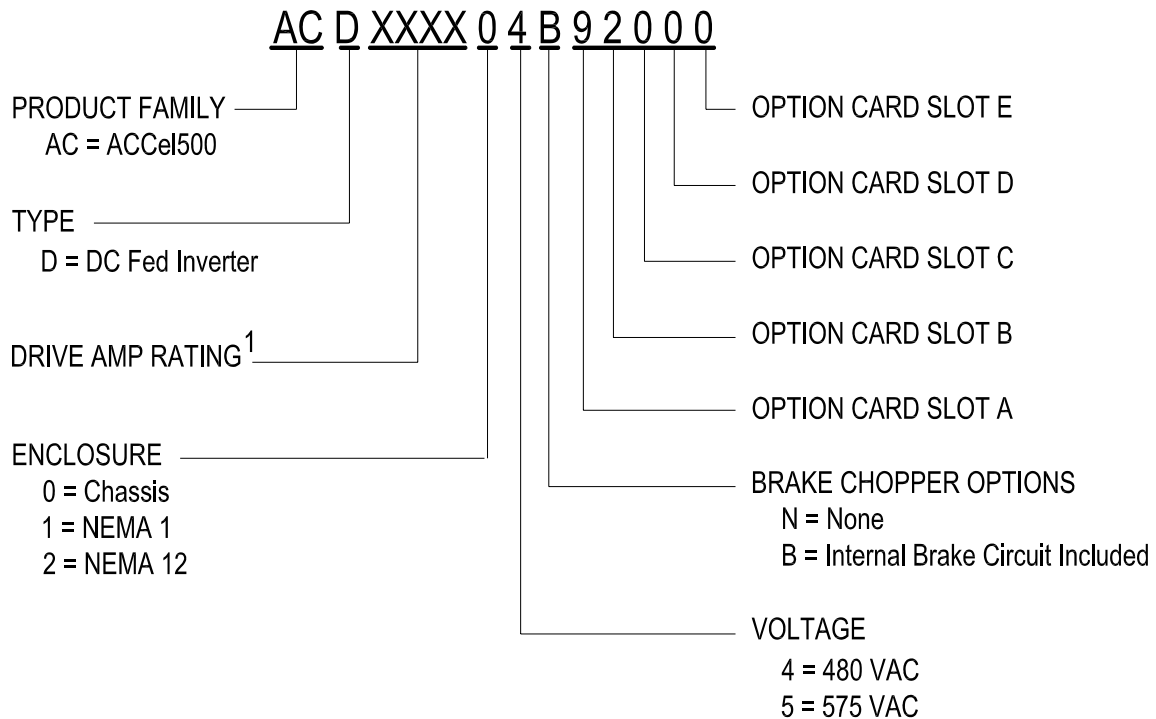 AC D XXXX 0 4 B 9 2 0 0 0
PRODUCT FAMILY
AC = ACCel500
TYPE
D = DC Fed Inverter
DRIVE AMP RATING1
ENCLOSURE
0 = Chassis
1 = NEMA 1
2 = NEMA 12
OPTION CARD SLOT E
OPTION CARD SLOT D
OPTION CARD SLOT C
OPTION CARD SLOT B
OPTION CARD SLOT A
BRAKE CHOPPER OPTIONS
N = None
B = Internal Brake Circuit Included
VOLTAGE
4 = 480 VAC
5 = 575 VAC